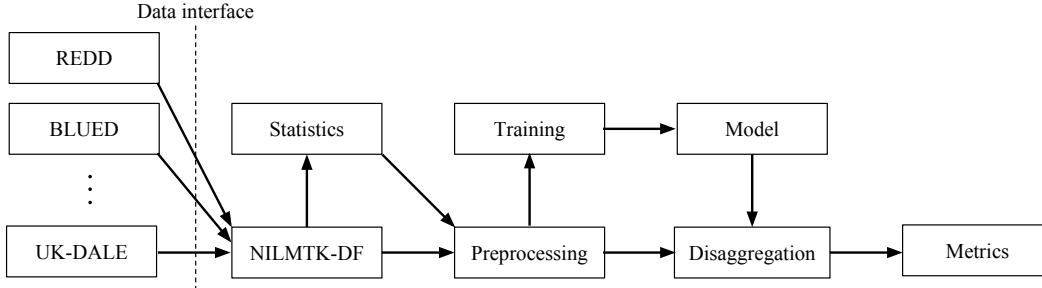 Data interface
REDD
BLUED
Statistics
Training
Model
UK-DALE
NILMTK-DF
Preprocessing
Disaggregation
Metrics